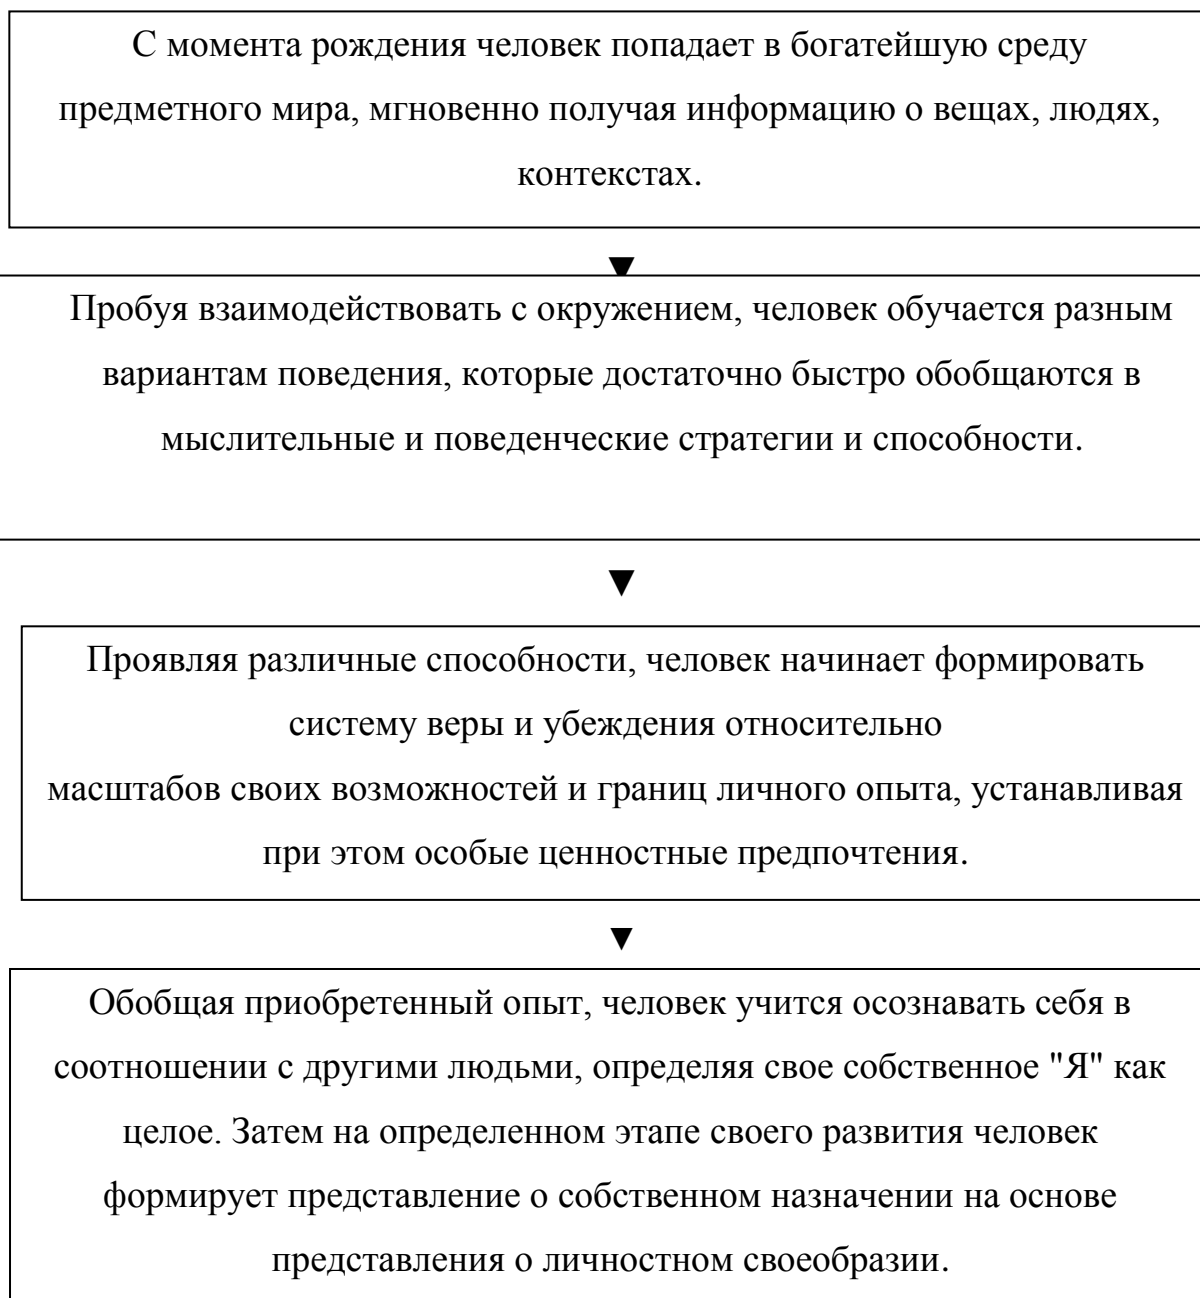 С момента рождения человек попадает в богатейшую среду
предметного мира, мгновенно получая информацию о вещах, людях,
контекстах.
Пробуя взаимодействовать с окружением, человек обучается разным
вариантам поведения, которые достаточно быстро обобщаются в
мыслительные и поведенческие стратегии и способности.
Проявляя различные способности, человек начинает формировать
систему веры и убеждения относительно
масштабов своих возможностей и границ личного опыта, устанавливая
при этом особые ценностные предпочтения.
Обобщая приобретенный опыт, человек учится осознавать себя в
соотношении с другими людьми, определяя свое собственное "Я" как
целое. Затем на определенном этапе своего развития человек
формирует представление о собственном назначении на основе
представления о личностном своеобразии.